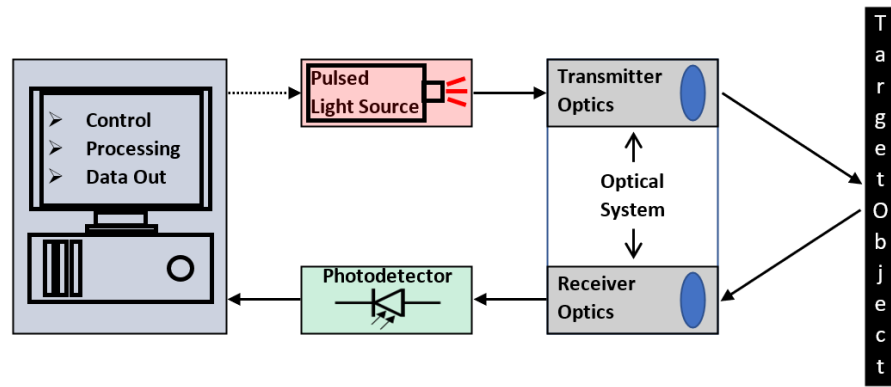 Control
Processing
Data Out
Pulsed
Light Source
Transmitter
Optics
Optical
System
Photodetector
Receiver
Optics
T
a
r
g
e
t
O
b
j
e
c
t